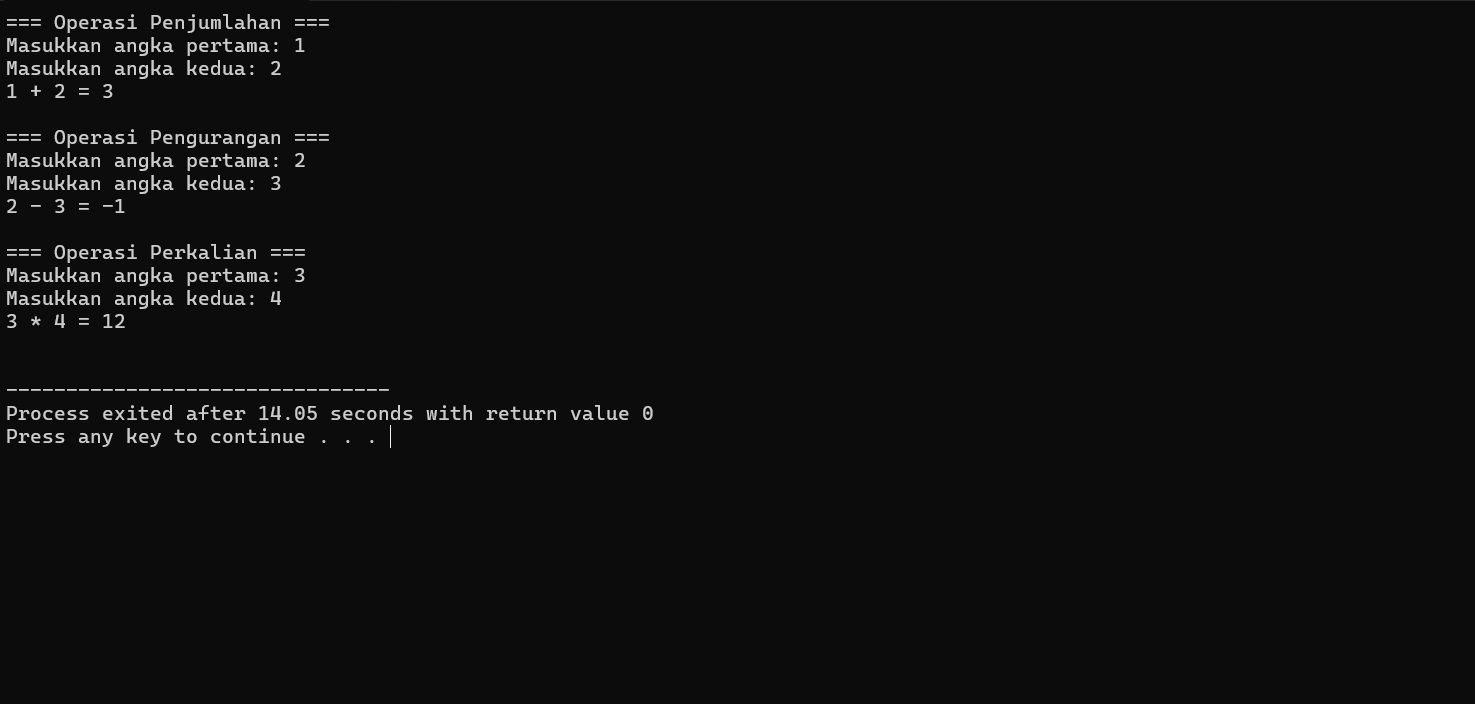 === Operasi Penjumlahan ===
Masukkan angka pertama: 1
Masukkan angka kedua: 2
1 + 2 = 3
=== Operasi Pengurangan ===
Masukkan angka pertama: 2
Masukkan angka kedua: 3
2 - 3 = -1
=== Operasi Perkalian ===
Masukkan angka pertama: 3
Masukkan angka kedua: 4
3 * 4 = 12
--------------------------------
Process exited after 14.05 seconds with return value 0
Press any key to continue . . .